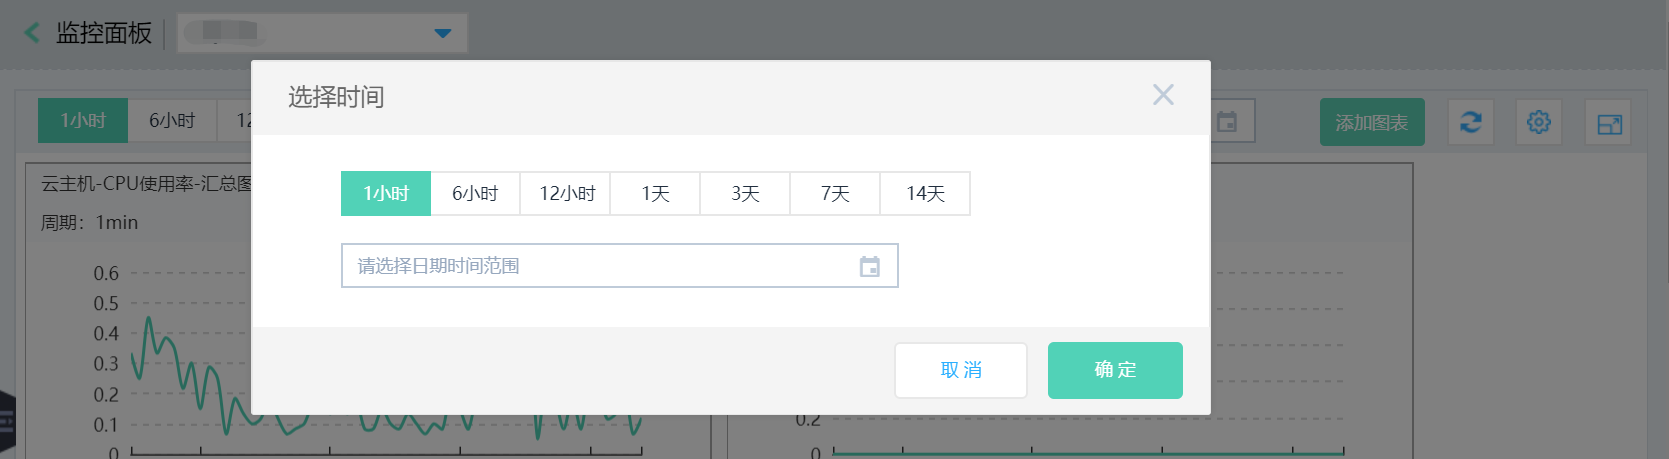 监控面板
1小时 6小时 12
添加图表
选择时间
1小时 6小时 12小时 1天 3天 7天 14天
请选择日期时间范围
取消 确定
云主机-CPU使用率-汇总图
周期：1min
0.6
0.5
0.4
0.3
0.2
0.1
0
0.2
0